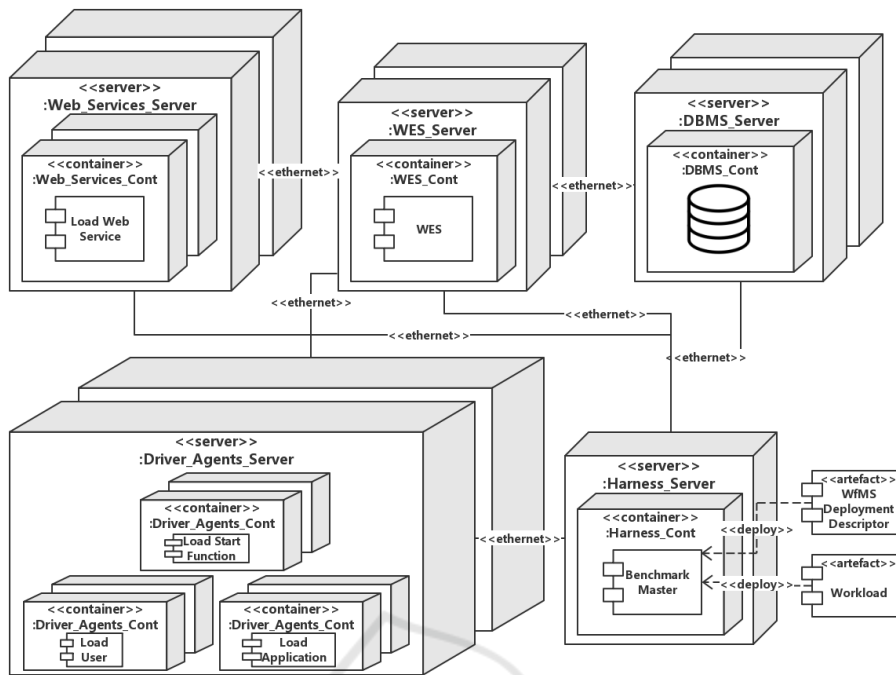 <<server>>
:Web_Services_Server
<<container>>
:Web_Services_Cont
Load Web
Service
<<ethernet>>
<<server>>
:WES_Server
<<container>>
:WES_Cont
WES
<<ethernet>>
<<server>>
:DBMS_Server
<<container>>
:DBMS_Cont
<<ethernet>>
<<ethernet>>
<<ethernet>>
<<ethernet>>
<<server>>
:Driver_Agents_Server
<<container>>
:Driver_Agents_Cont
Load Start
Function
<<container>>
:Driver_Agents_Cont
Load
User
<<container>>
:Driver_Agents_Cont
Load
Application
<<ethernet>>
<<server>>
:Harness_Server
<<container>>
:Harness_Cont
Benchmark
Master
<<deploy>>
<<deploy>>
<<artefact>>
WfMS
Deployment
Descriptor
<<artefact>>
Workload